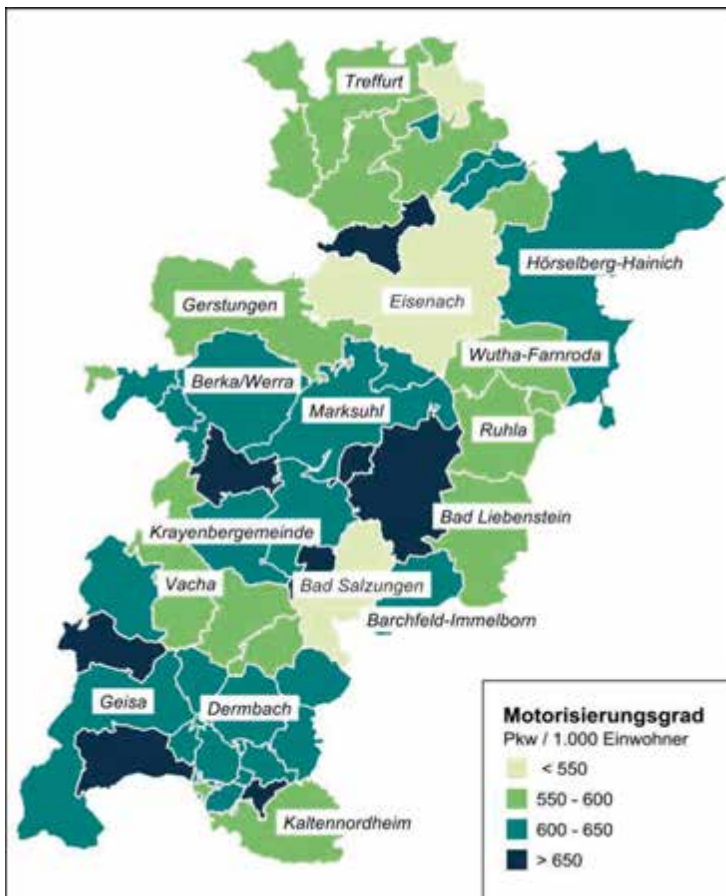 Treffurt
Hörselberg-Hainich
Eisenach
Gerstungen
Wutha-Farnroda
Berka/Werra
Marksuhl
Ruhla
Bad Liebenstein
Krayenbergemeinde
Vacha
Bad Salzungen
Barchfeld-Immelborn
Geisa
Dermbach
Kaltennordheim
Motorisierungsgrad
Pkw / 1.000 Einwohner
< 550
550 - 600
600 - 650
> 650